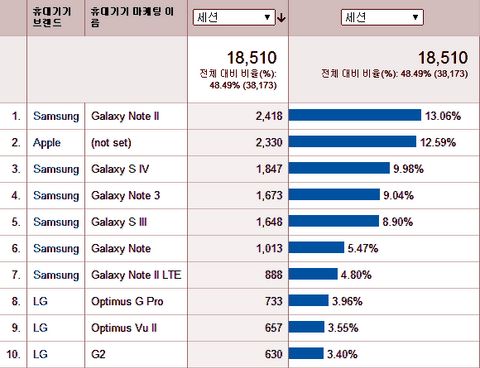 휴대기기 브랜드 휴대기기 마케팅 이름 세션 세션
18,510 18,510
전체 대비 비율(%): 48.49% (38,173) 전체 대비 비율(%): 48.49% (38,173)
1. Samsung Galaxy Note II 2,418 13.06%
2. Apple (not set) 2,330 12.59%
3. Samsung Galaxy S IV 1,847 9.98%
4. Samsung Galaxy Note 3 1,673 9.04%
5. Samsung Galaxy S III 1,648 8.90%
6. Samsung Galaxy Note 1,013 5.47%
7. Samsung Galaxy Note II LTE 888 4.80%
8. LG Optimus G Pro 733 3.96%
9. LG Optimus Vu II 657 3.55%
10. LG G2 630 3.40%